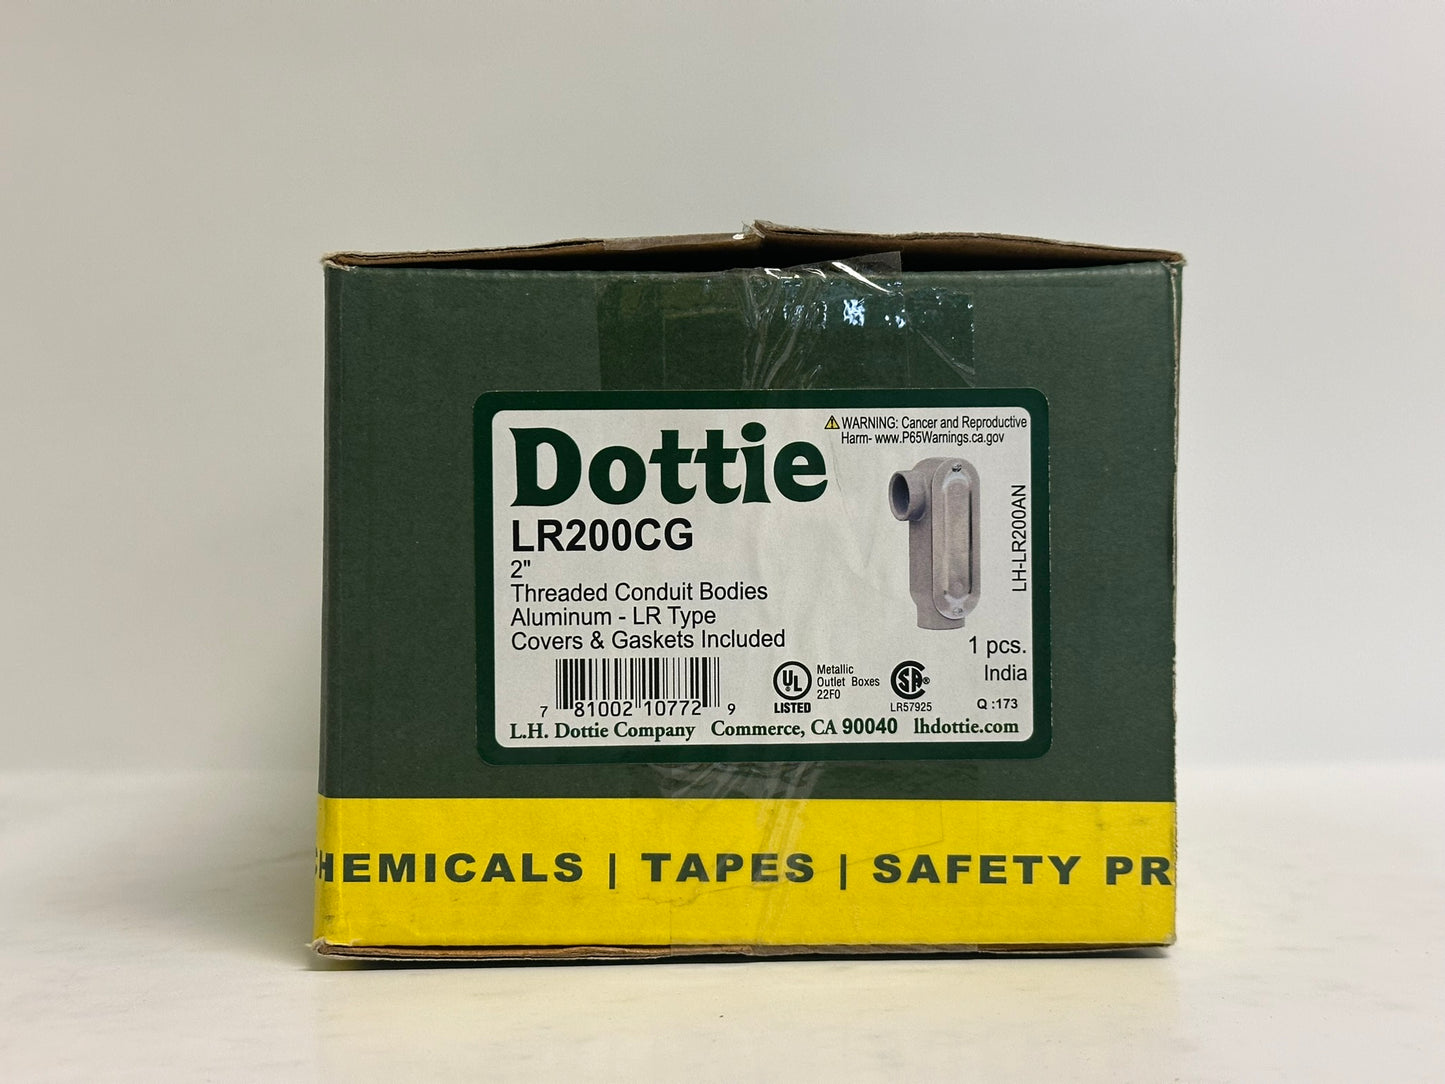 Dottie
WARNING: Cancer and Reproductive
Harm- www.P65Warnings.ca.gov
LR200CG
2"
Threaded Conduit Bodies
Aluminum - LR Type
Covers & Gaskets Included
LH-LR200AN
1 pcs.
India
7 81002 10772 9
UL
LISTED
Metallic
Outlet Boxes
22F0
SA®
LR57925
Q :173
L.H. Dottie Company Commerce, CA 90040 lhdottie.com
CHEMICALS | TAPES | SAFETY PR